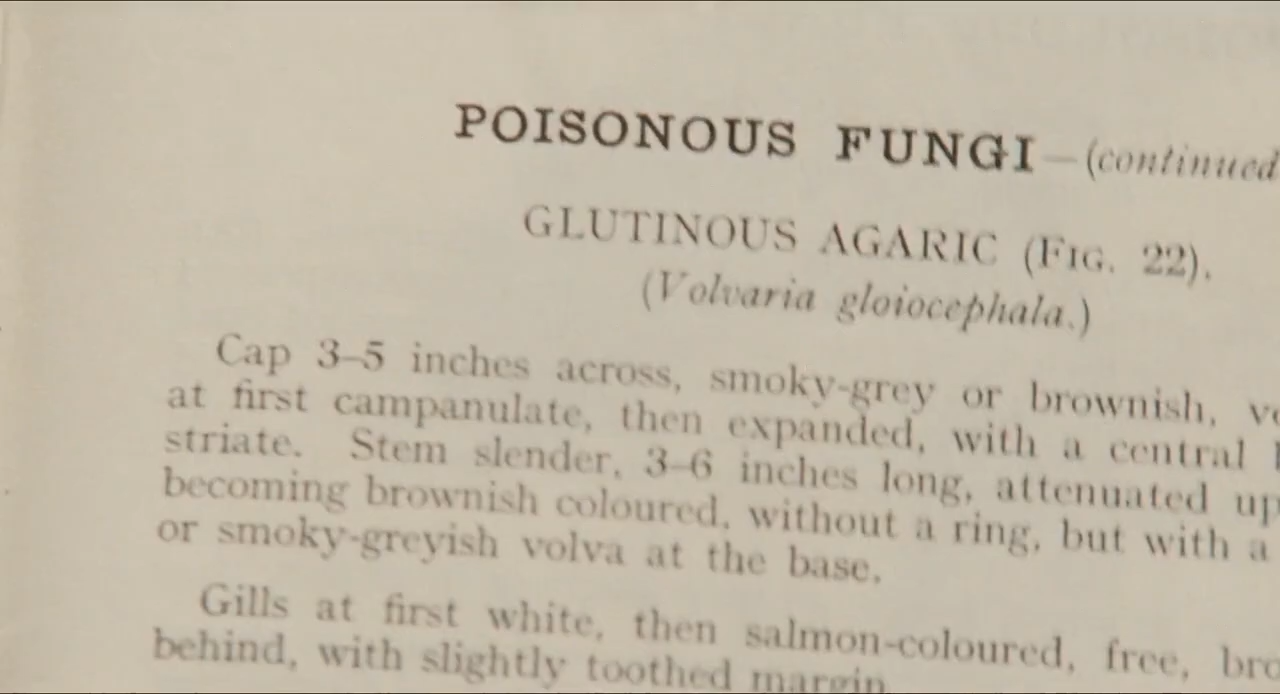 POISONOUS FUNGI—(continued
GLUTINOUS AGARIC (FIG. 22).
(Volvaria gloiocephala.)
Cap 3–5 inches across, smoky-grey or brownish,
at first campanulate, then expanded, with a central
striate. Stem slender, 3–6 inches long, attenuated up
becoming brownish coloured, without a ring, but with a
or smoky-greyish volva at the base.
Gills at first white, then salmon-coloured, free,
behind, with slightly toothed margin